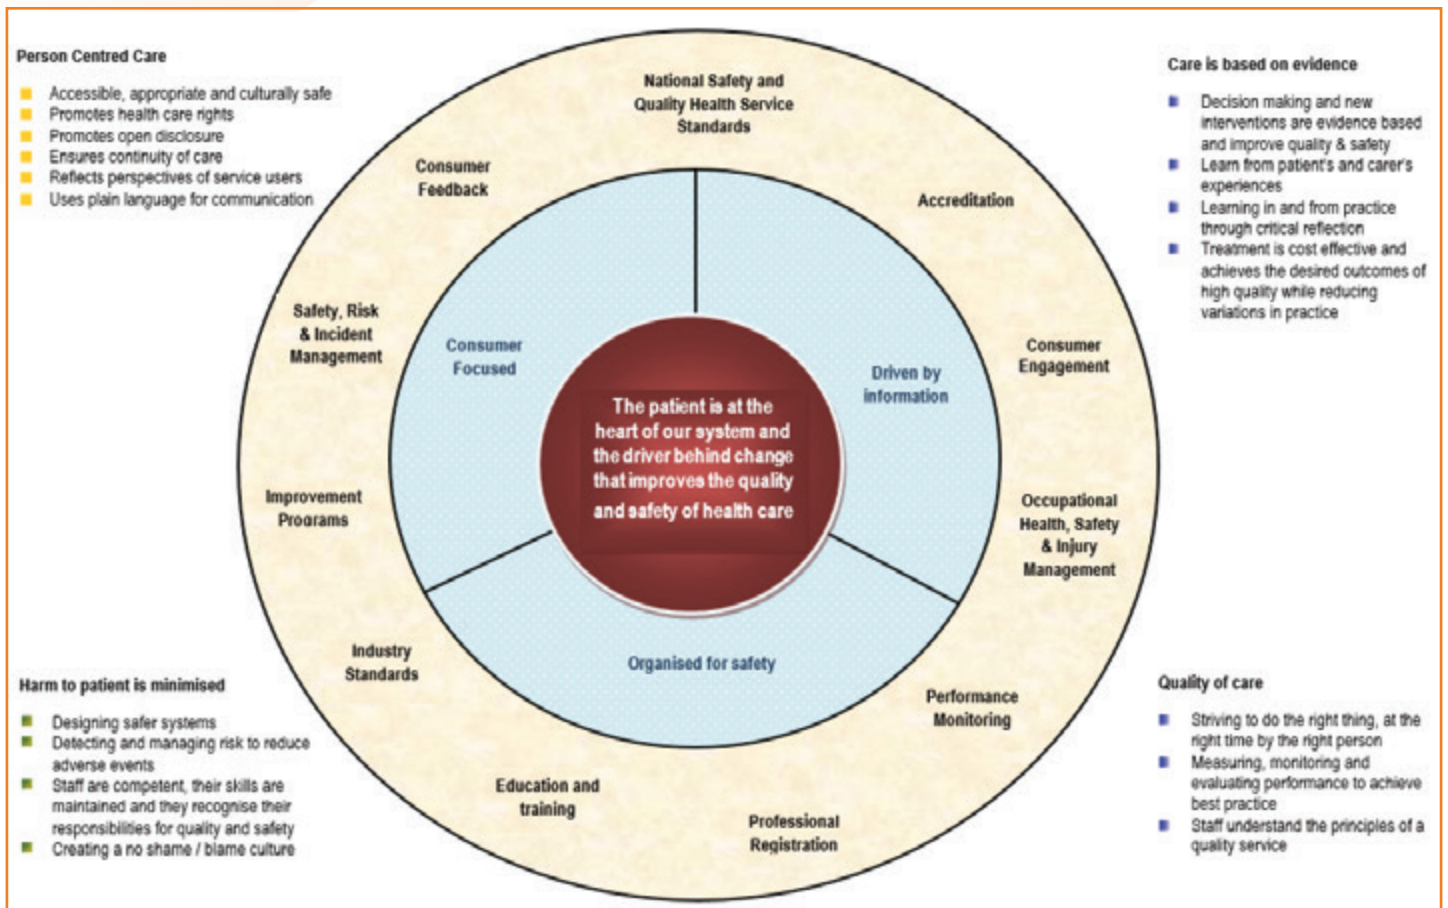 Person Centred Care
Accessible, appropriate and culturally safe
Promotes health care rights
Promotes open disclosure
Ensures continuity of care
Reflects perspectives of service users
Uses plain language for communication
National Safety and
Quality Health Service
Standards
Accreditation
Consumer
Engagement
Occupational
Health, Safety
& Injury
Management
Performance
Monitoring
Professional
Registration
Education and
training
Industry
Standards
Improvement
Programs
Safety, Risk
& Incident
Management
Consumer
Feedback
Consumer
Focused
Driven by
information
Organised for safety
The patient is at the
heart of our system and
the driver behind change
that improves the quality
and safety of health care
Care is based on evidence
Decision making and new
interventions are evidence based
and improve quality & safety
Learn from patient's and carer's
experiences
Learning in and from practice
through critical reflection
Treatment is cost effective and
achieves the desired outcomes of
high quality while reducing
variations in practice
Harm to patient is minimised
Designing safer systems
Detecting and managing risk to reduce
adverse events
Staff are competent, their skills are
maintained and they recognise their
responsibilities for quality and safety
Creating a no shame / blame culture
Quality of care
Striving to do the right thing, at the
right time by the right person
Measuring, monitoring and
evaluating performance to achieve
best practice
Staff understand the principles of a
quality service